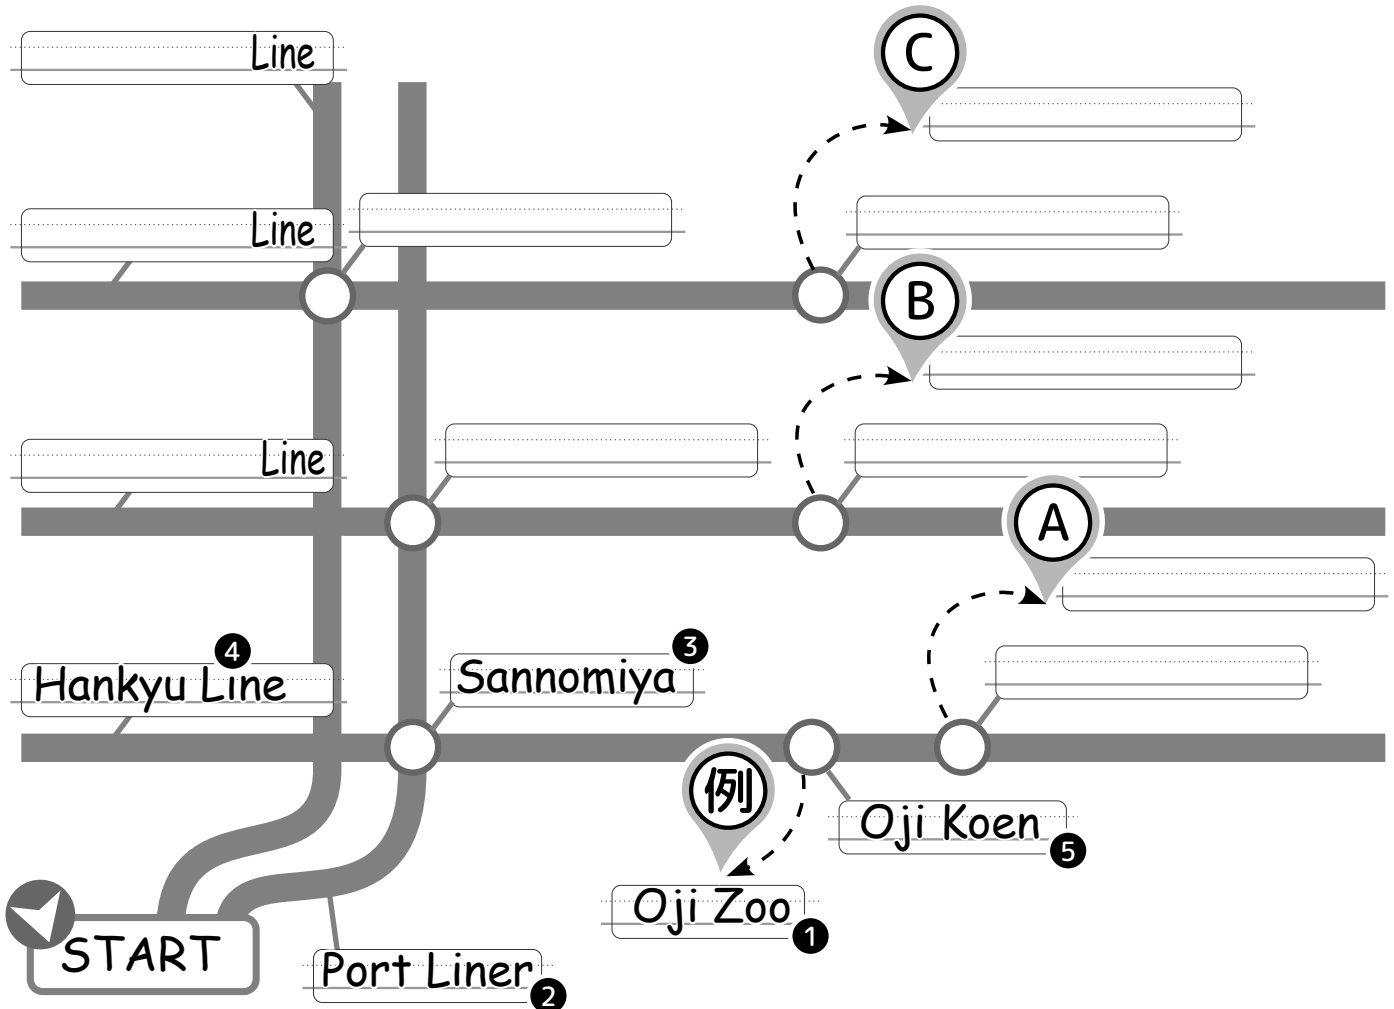 Line
C
Line
B
Line
A
4
Hankyu Line
3
Sannomiya
例
Oji Koen
5
Oji Zoo
1
START
Port Liner
2